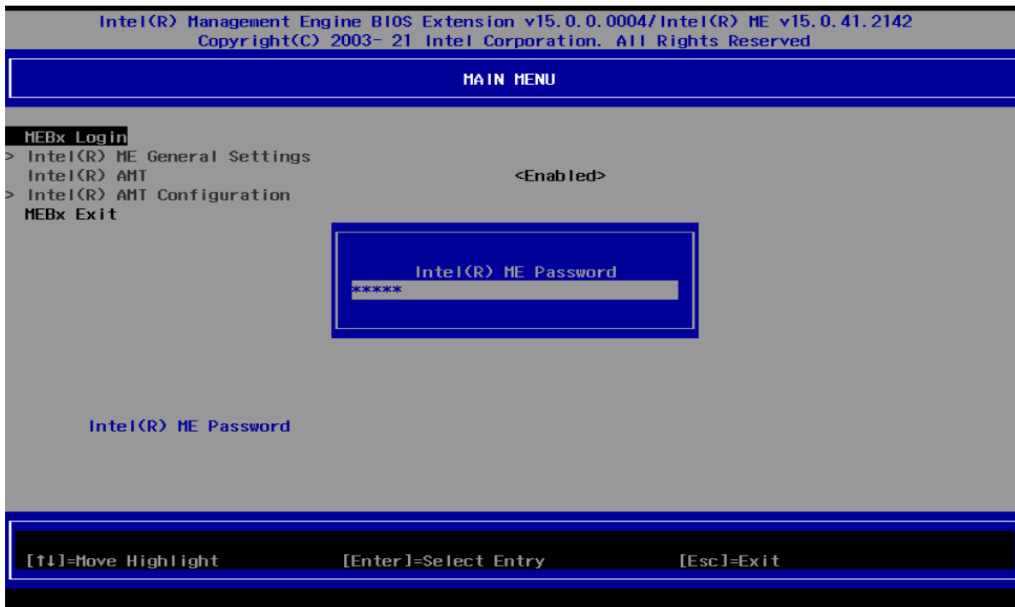 Intel(R) Management Engine BIOS Extension v15.0.0.0004/Intel(R) ME v15.0.41.2142
Copyright(C) 2003- 21 Intel Corporation. All Rights Reserved
MAIN MENU
MEBx Login
> Intel(R) ME General Settings
Intel(R) AMT <Enabled>
> Intel(R) AMT Configuration
MEBx Exit
Intel(R) ME Password
*****
Intel(R) ME Password
[↑↓]=Move Highlight [Enter]=Select Entry [Esc]=Exit